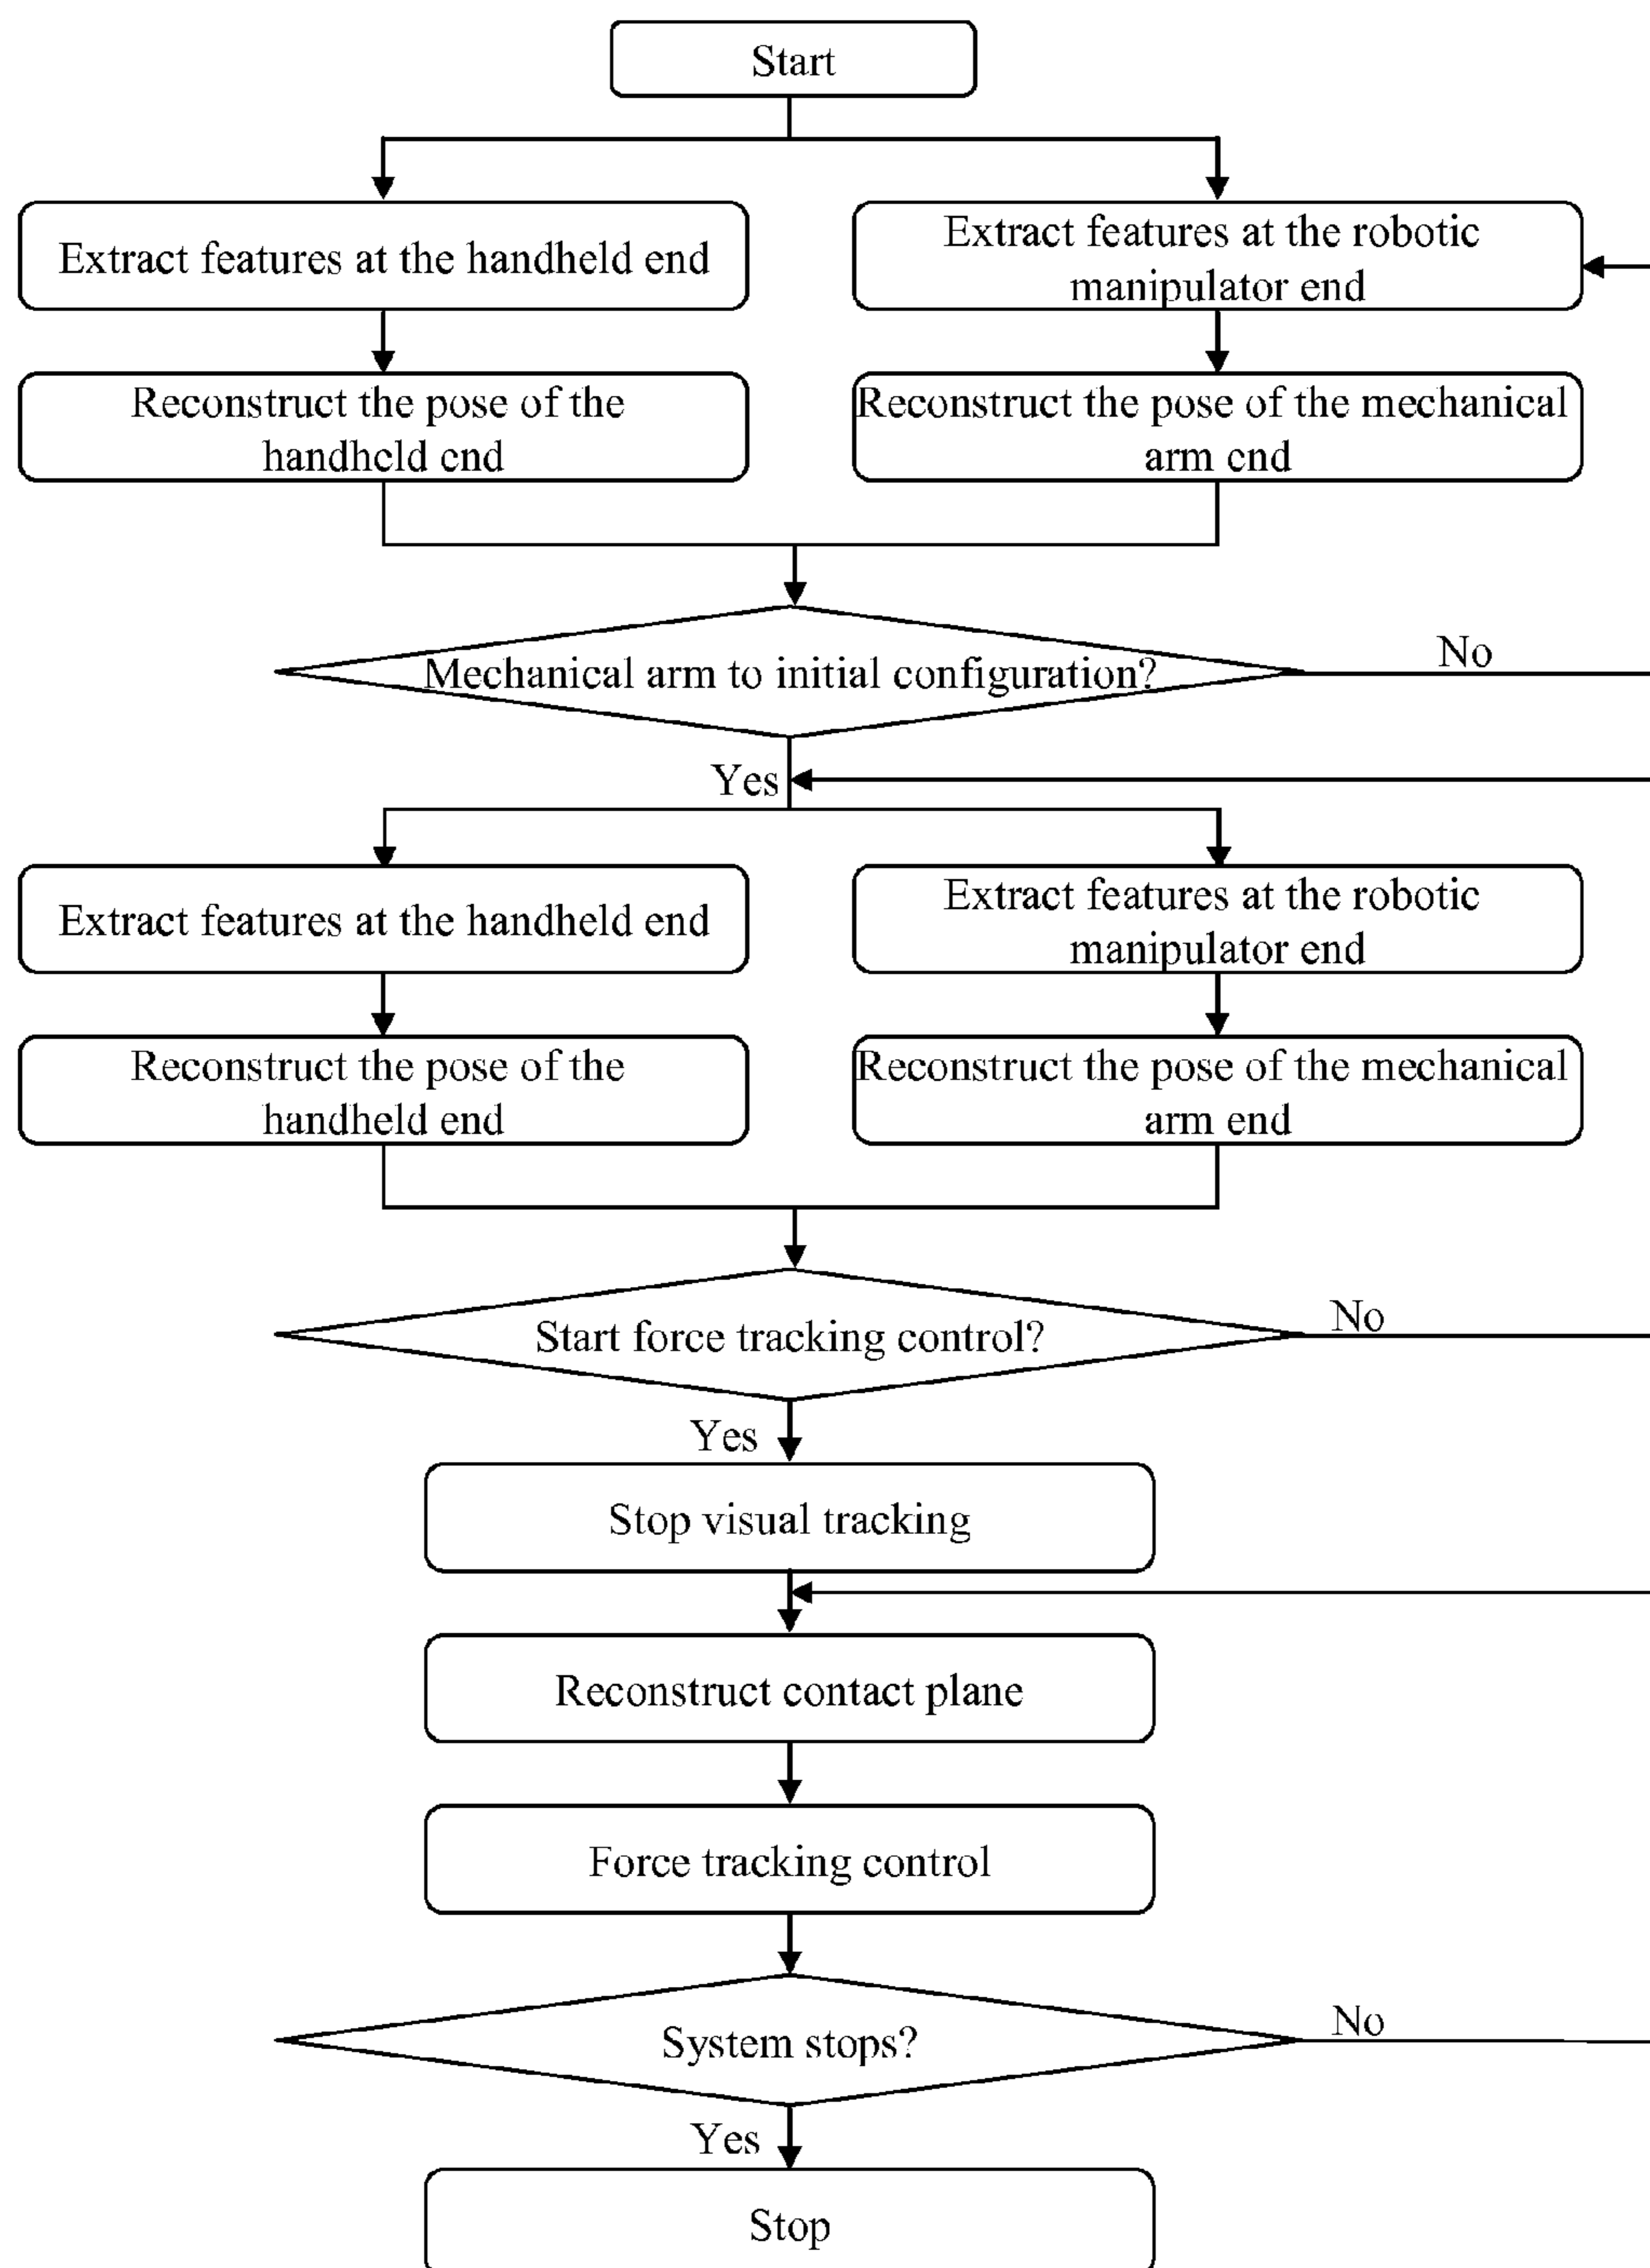 Start
Extract features at the handheld end
Extract features at the robotic
manipulator end
Reconstruct the pose of the
handheld end
Reconstruct the pose of the mechanical
arm end
Mechanical arm to initial configuration?
No
Yes
Extract features at the handheld end
Extract features at the robotic
manipulator end
Reconstruct the pose of the
handheld end
Reconstruct the pose of the mechanical
arm end
Start force tracking control?
No
Yes
Stop visual tracking
Reconstruct contact plane
Force tracking control
System stops?
No
Yes
Stop